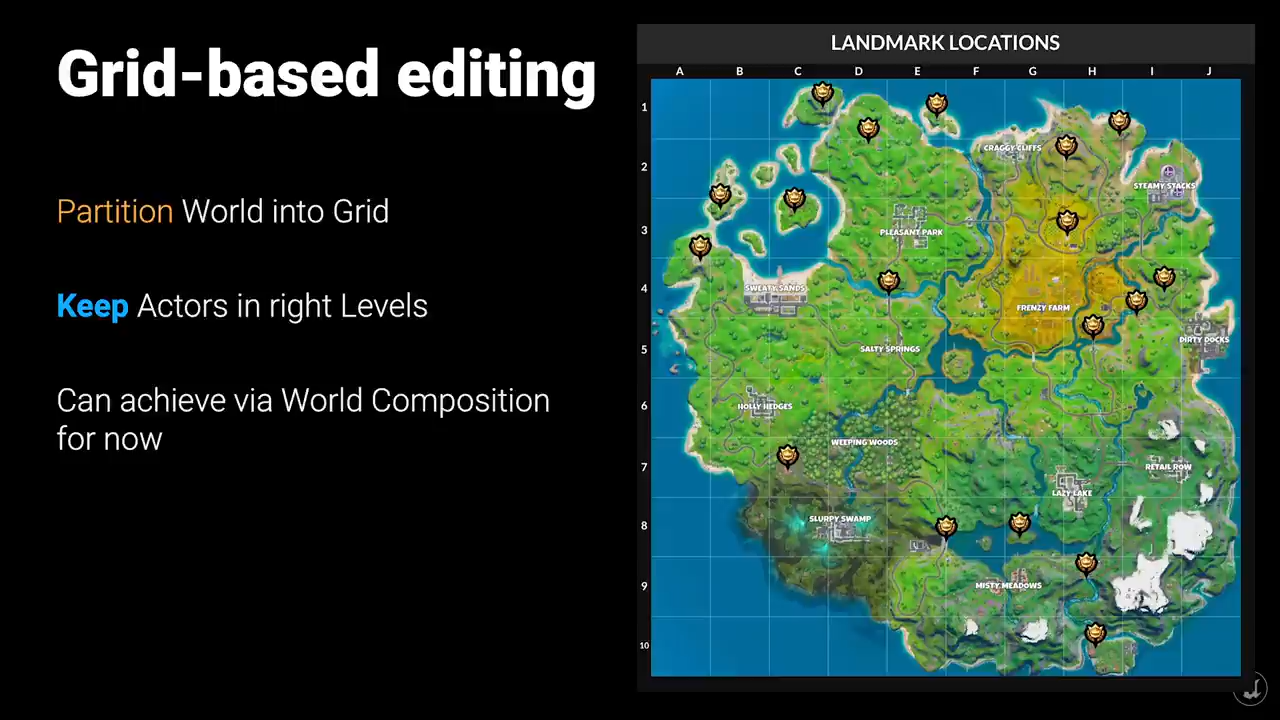 Grid-based editing
Partition World into Grid
Keep Actors in right Levels
Can achieve via World Composition
for now
LANDMARK LOCATIONS
A B C D E F G H I J
1
2
3
4
5
6
7
8
9
10
CRAGGY CLIFFS
STEAMY STACKS
PLEASANT PARK
SWEATY SANDS
FRENZY FARM
DIRTY DOCKS
SALTY SPRINGS
HOLLY HEDGES
WEEPING WOODS
RETAIL ROW
LAZY LAKE
SLURPY SWAMP
MISTY MEADOWS